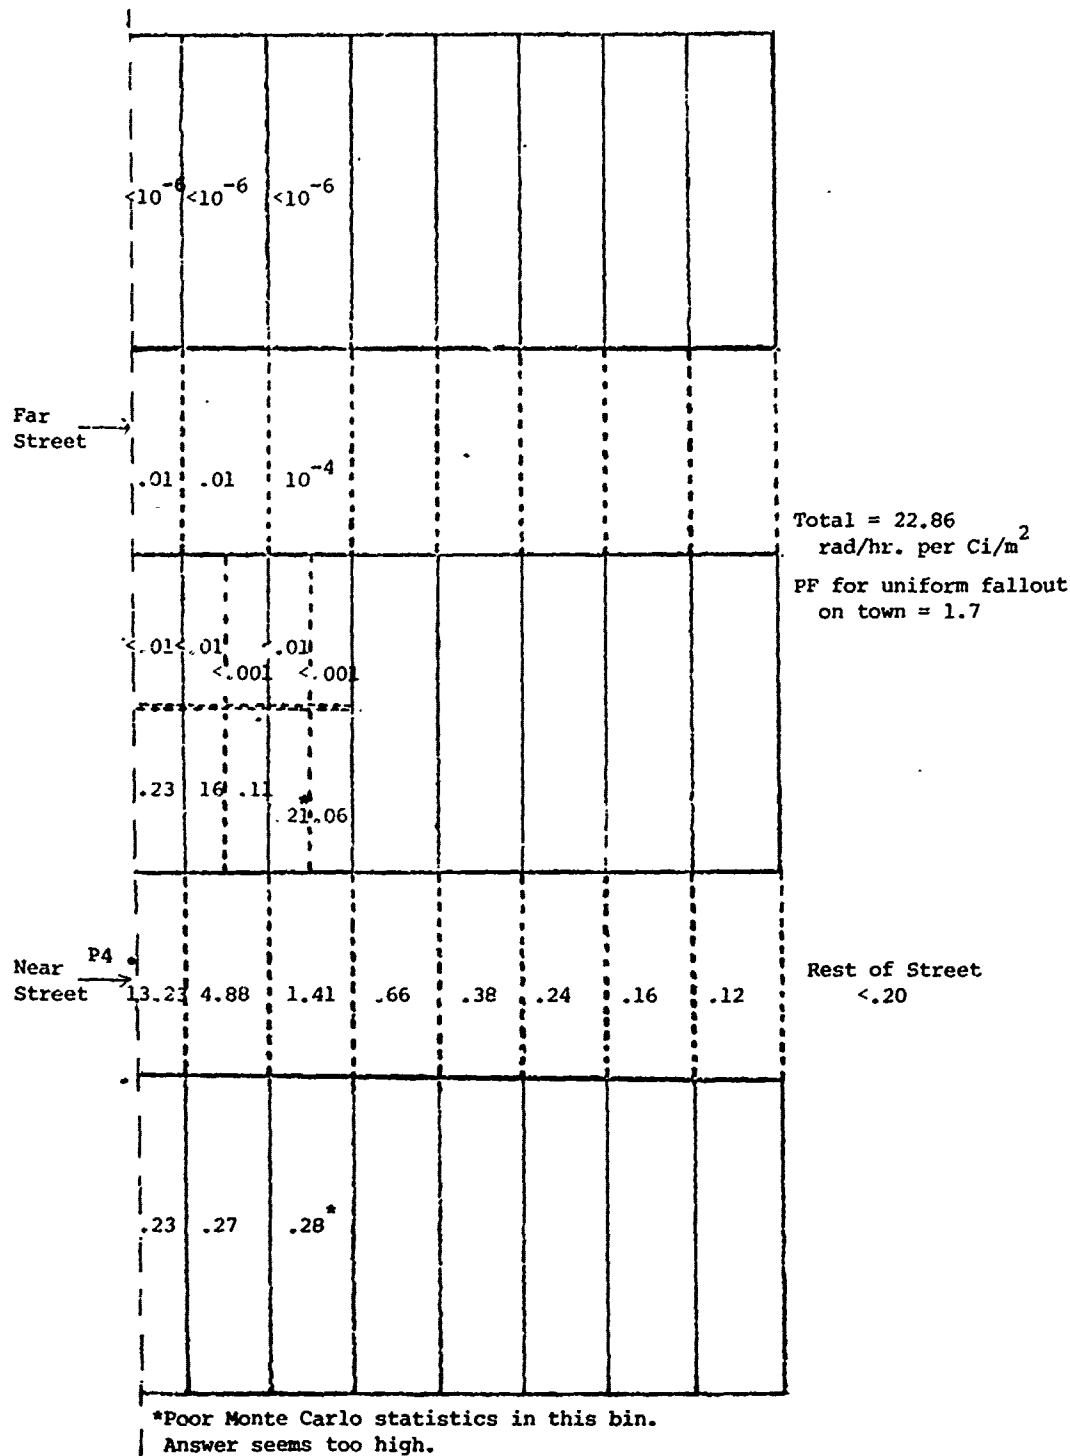 <10⁻⁶ <10⁻⁶ <10⁻⁶
Far
Street
.01 .01 10⁻⁴
Total = 22.86
rad/hr. per Ci/m²
PF for uniform fallout
on town = 1.7
<.01 <.01 .01
<.001 <.001
.23 16 .11
.21* .06
P4
Near
Street
13.23 4.88 1.41 .66 .38 .24 .16 .12
Rest of Street
<.20
.23 .27 .28*
*Poor Monte Carlo statistics in this bin.
Answer seems too high.